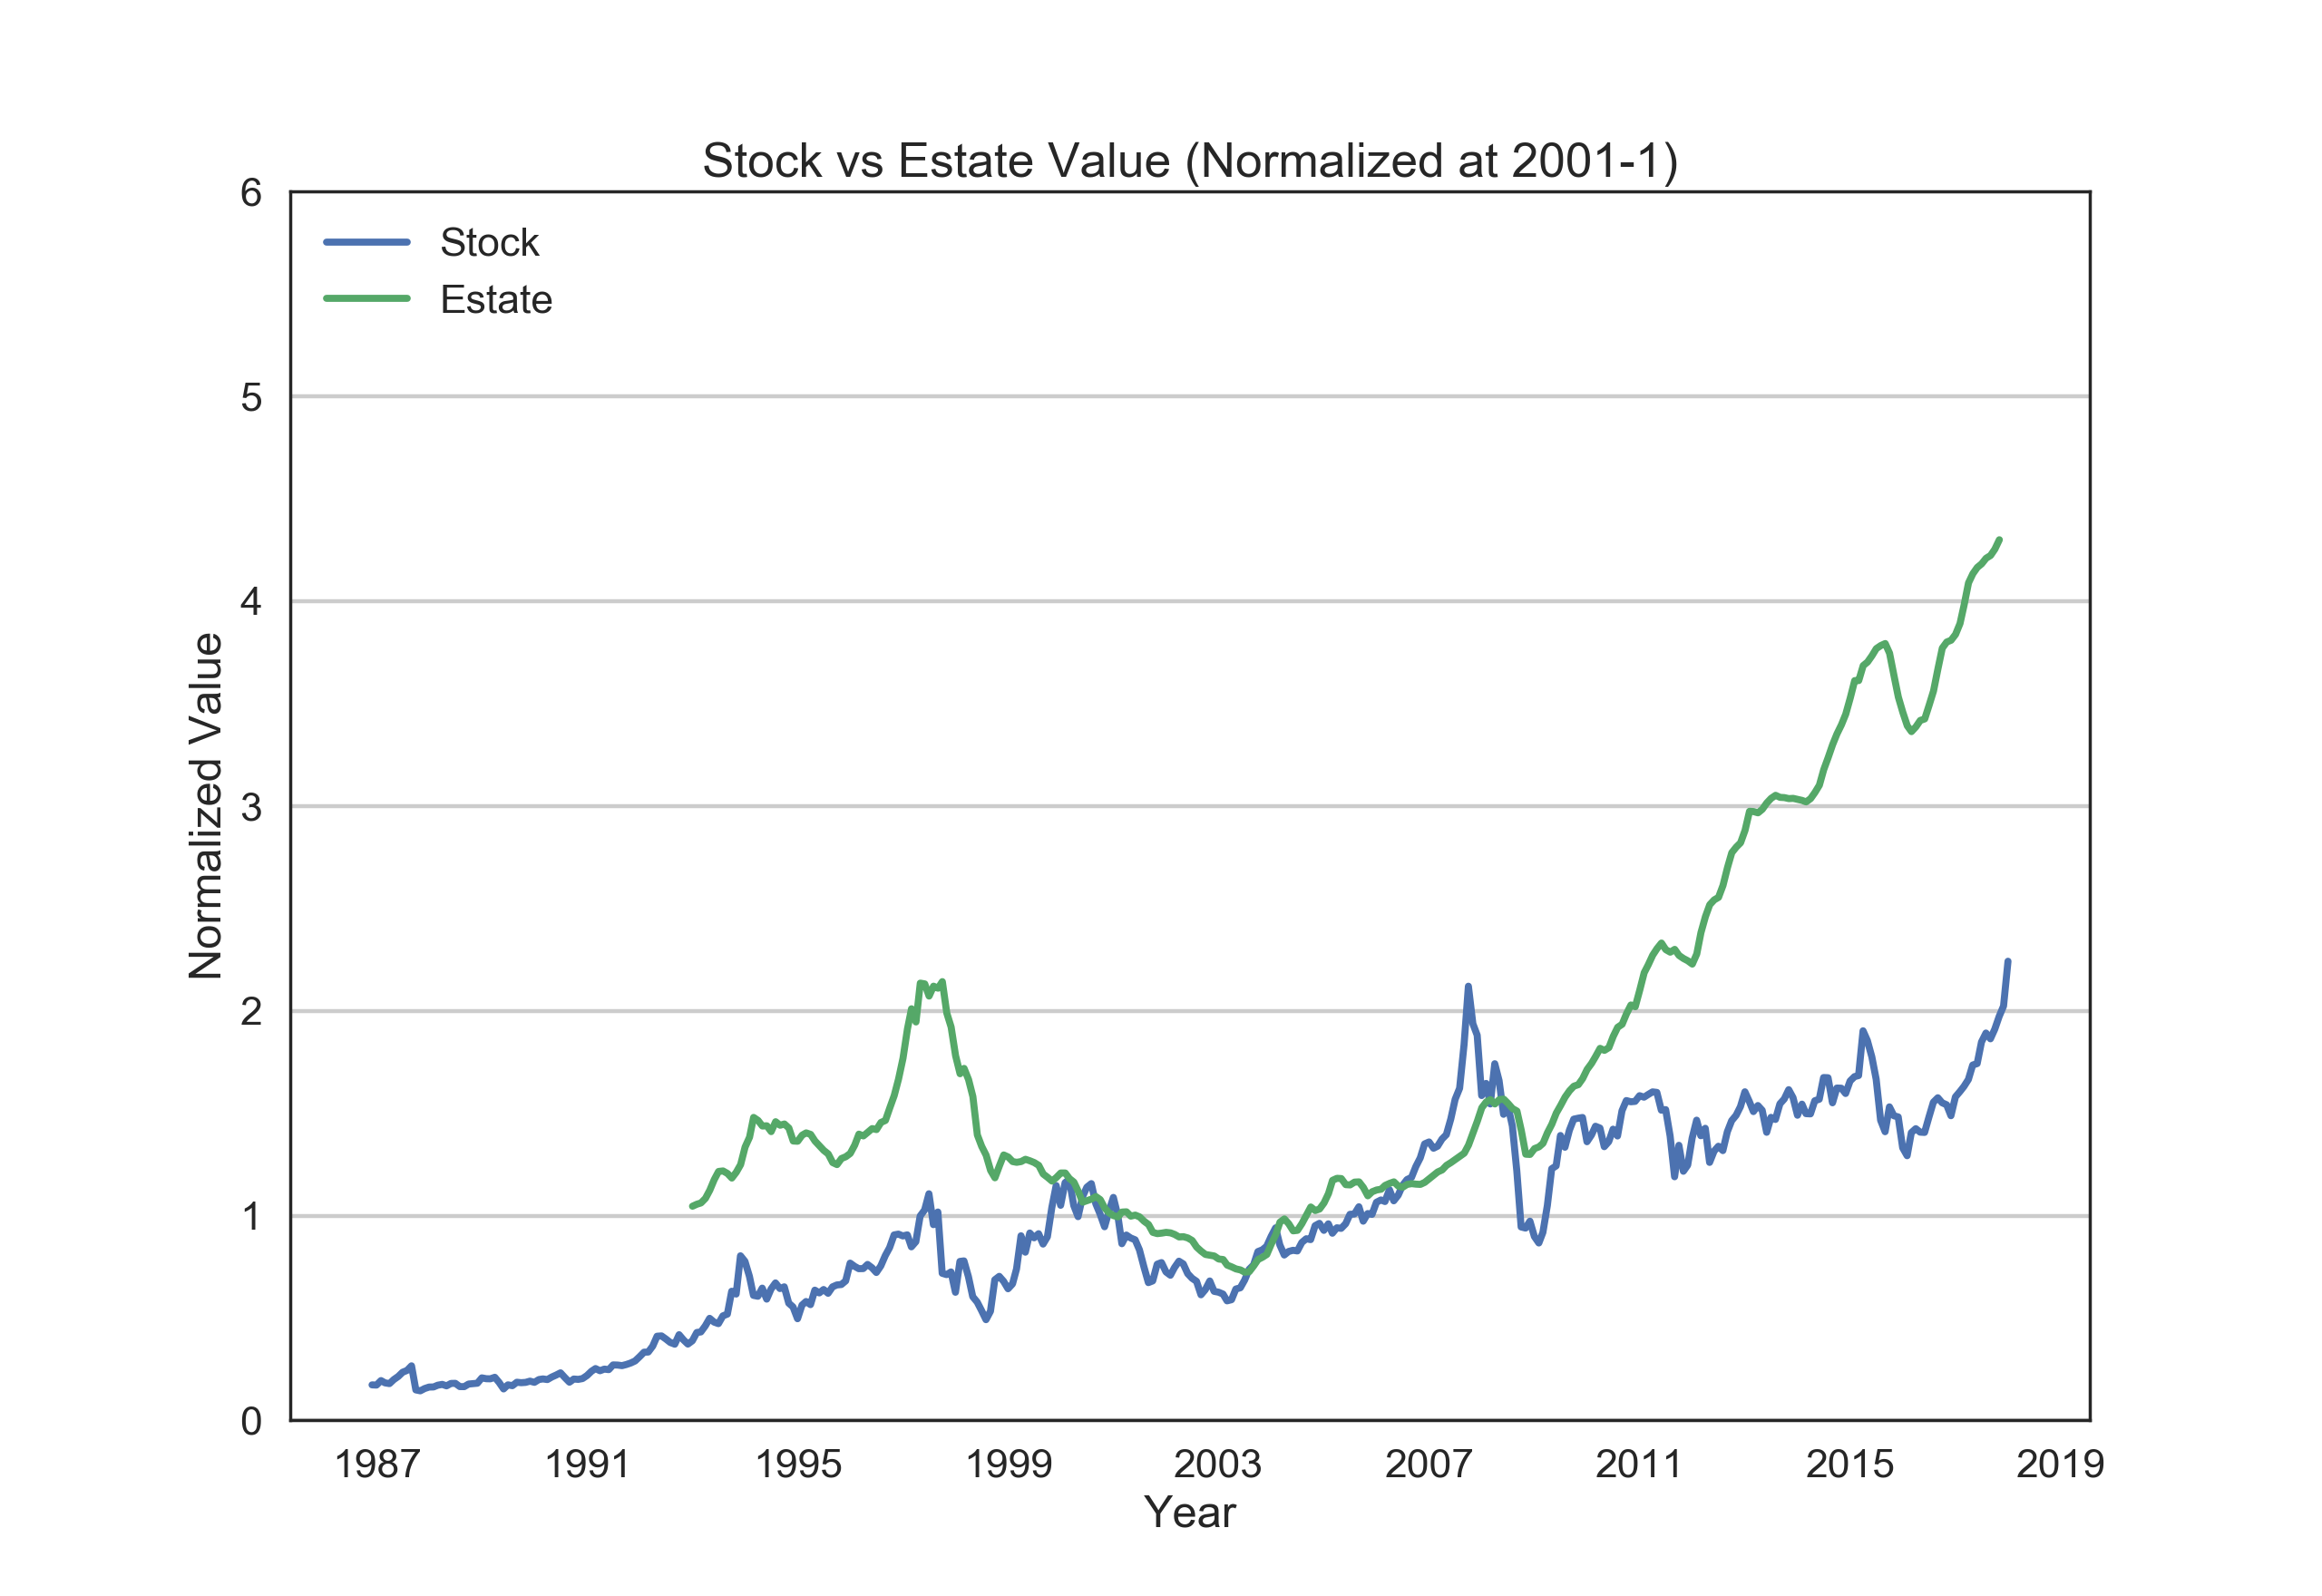 Stock vs Estate Value (Normalized at 2001-1)
6
5
4
3
2
1
0
Normalized Value
Stock
Estate
1987 1991 1995 1999 2003 2007 2011 2015 2019
Year